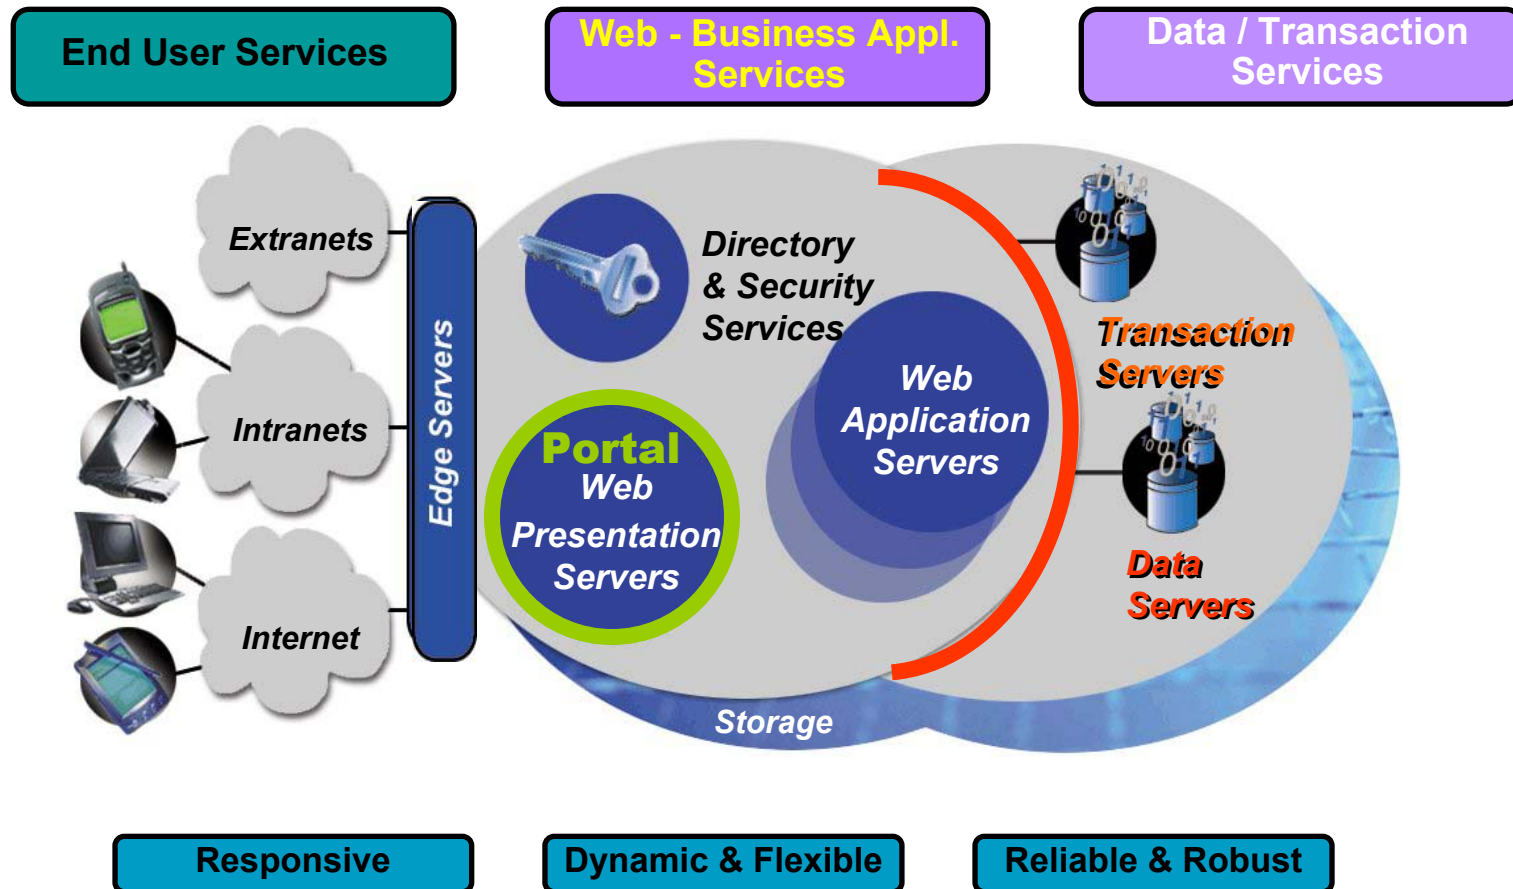 End User Services
Web - Business Appl.
Services
Data / Transaction
Services
Extranets
Intranets
Internet
Edge Servers
Directory
& Security
Services
Portal
Web
Presentation
Servers
Web
Application
Servers
Transaction
Servers
Data
Servers
Storage
Responsive
Dynamic & Flexible
Reliable & Robust